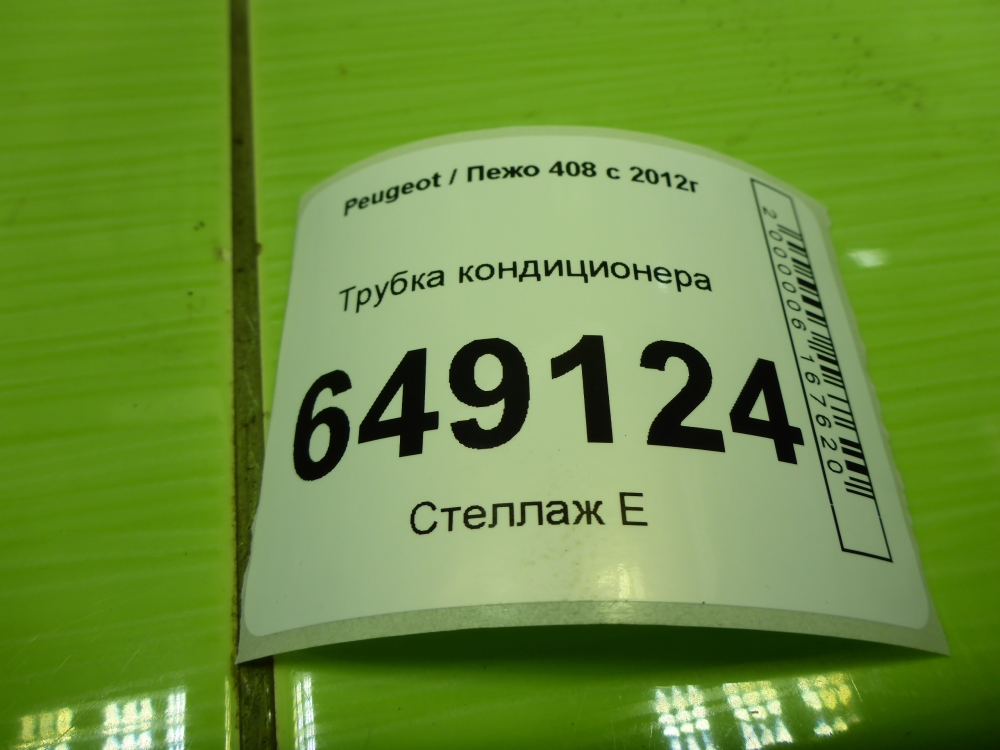 Peugeot / Пежо 408 с 2012г
Трубка кондиционера
649124
Стеллаж Е
2000006167620